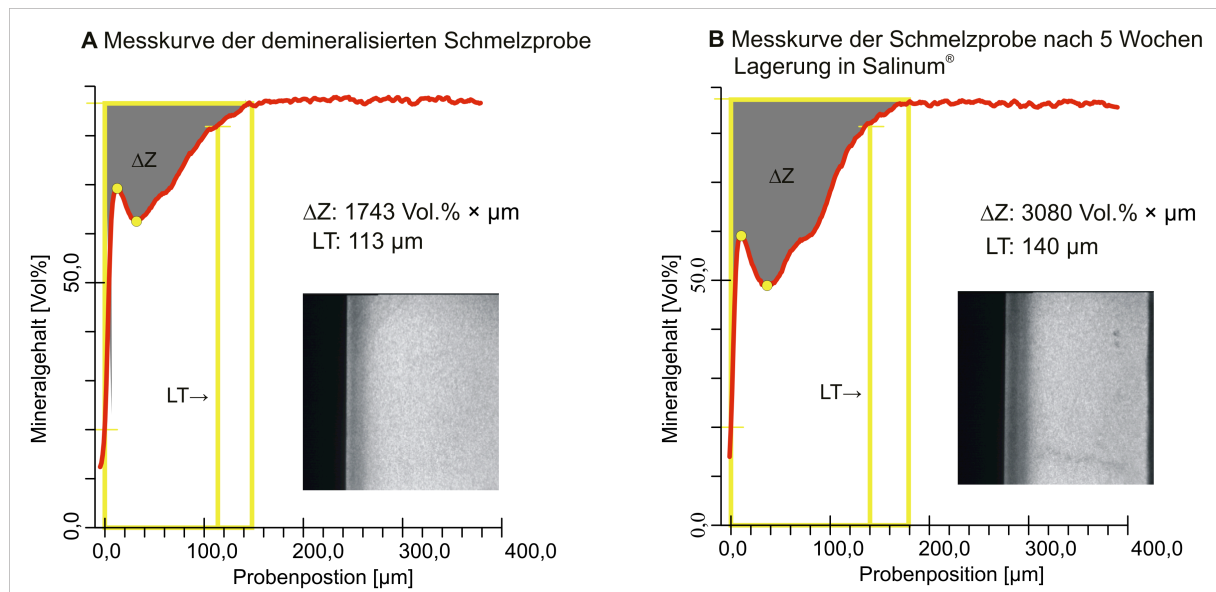 A Messkurve der demineralisierten Schmelzprobe
ΔZ
ΔZ: 1743 Vol.% × µm
LT: 113 µm
LT→
Mineralgehalt [Vol%]
50,0
0,0
0,0 100,0 200,0 300,0 400,0
Probenpostion [µm]
B Messkurve der Schmelzprobe nach 5 Wochen
Lagerung in Salinum®
ΔZ
ΔZ: 3080 Vol.% × µm
LT: 140 µm
LT→
Mineralgehalt [Vol%]
50,0
0,0
0,0 100,0 200,0 300,0 400,0
Probenposition [µm]